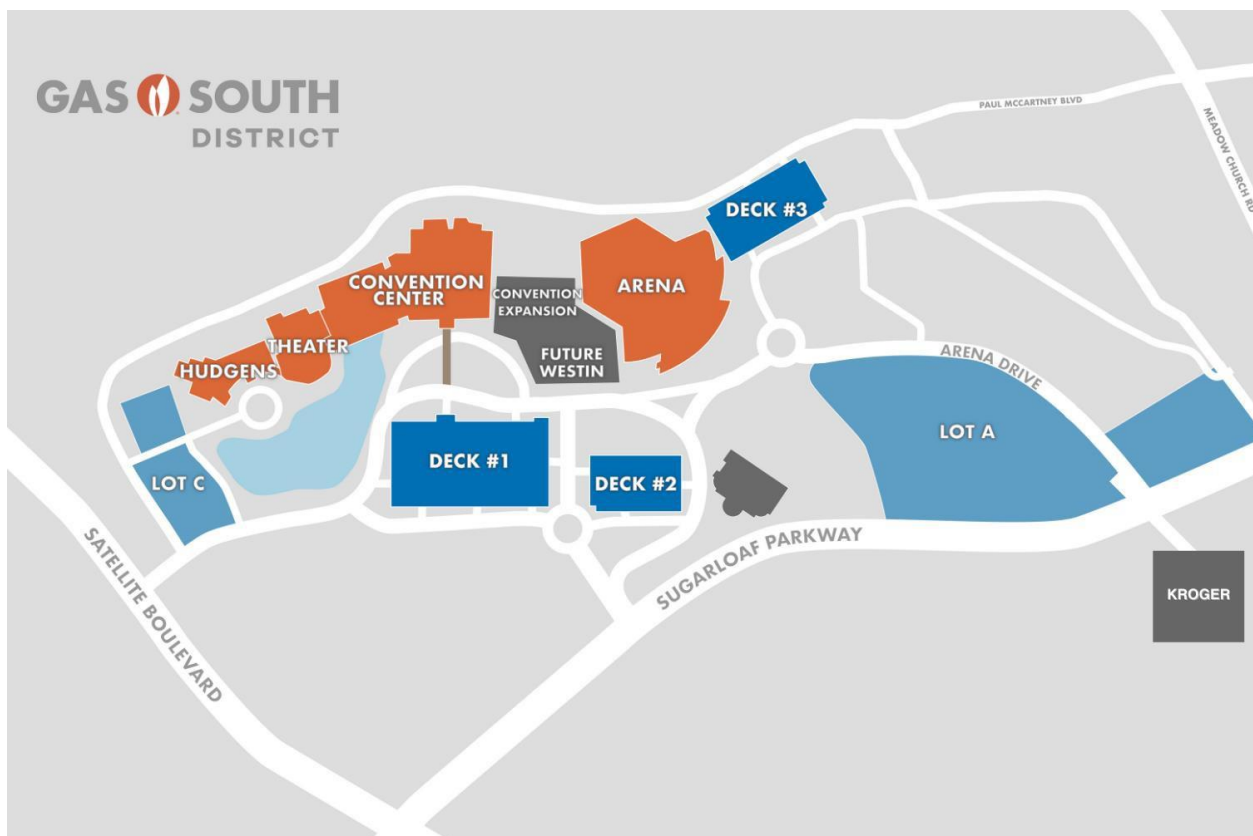 GAS SOUTH
DISTRICT
PAUL MCCARTNEY BLVD
MEADOW CHURCH RD
DECK #3
CONVENTION
CENTER
CONVENTION
EXPANSION
ARENA
THEATER
HUDGENS
FUTURE
WESTIN
ARENA DRIVE
LOT A
DECK #1
DECK #2
LOT C
SATELLITE BOULEVARD
SUGARLOAF PARKWAY
KROGER